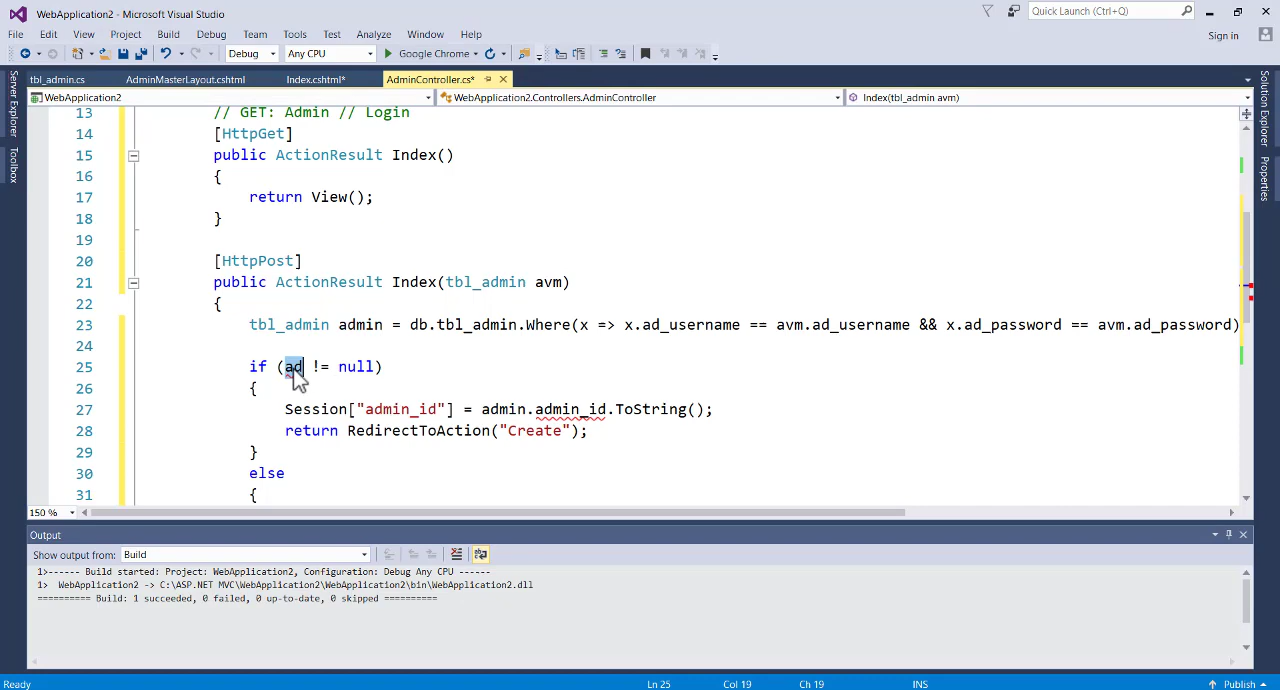 WebApplication2 - Microsoft Visual Studio
Quick Launch (Ctrl+Q)
File Edit View Project Build Debug Team Tools Test Analyze Window Help
Sign in
Debug Any CPU Google Chrome
tbl_admin.cs AdminMasterLayout.cshtml Index.cshtml* AdminController.cs*
WebApplication2 WebApplication2.Controllers.AdminController Index(tbl_admin avm)
Server Explorer
Toolbox
Solution Explorer
Properties
13 // GET: Admin // Login
14 [HttpGet]
15 public ActionResult Index()
16 {
17 return View();
18 }
19
20 [HttpPost]
21 public ActionResult Index(tbl_admin avm)
22 {
23 tbl_admin admin = db.tbl_admin.Where(x => x.ad_username == avm.ad_username && x.ad_password == avm.ad_password)
24
25 if (ad != null)
26 {
27 Session["admin_id"] = admin.admin_id.ToString();
28 return RedirectToAction("Create");
29 }
30 else
31 {
150 %
Output
Show output from: Build
1>------ Build started: Project: WebApplication2, Configuration: Debug Any CPU ------
1> WebApplication2 -> C:\ASP.NET MVC\WebApplication2\WebApplication2\bin\WebApplication2.dll
========== Build: 1 succeeded, 0 failed, 0 up-to-date, 0 skipped ==========
Ready Ln 25 Col 19 Ch 19 INS Publish